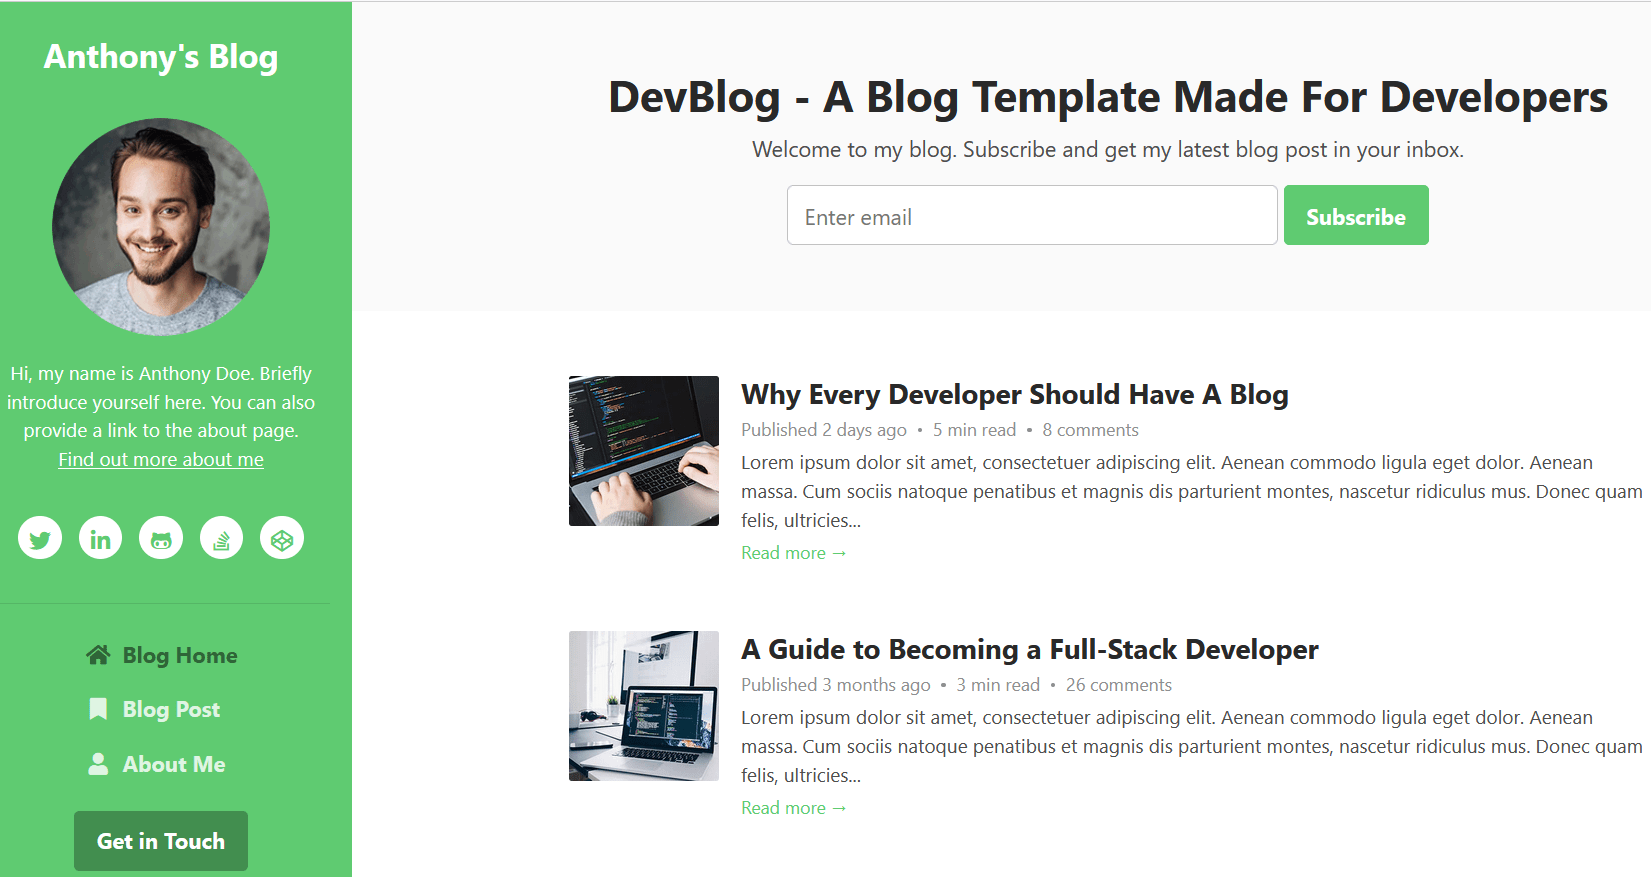 Anthony's Blog
Hi, my name is Anthony Doe. Briefly
introduce yourself here. You can also
provide a link to the about page.
Find out more about me
Blog Home
Blog Post
About Me
Get in Touch
DevBlog - A Blog Template Made For Developers
Welcome to my blog. Subscribe and get my latest blog post in your inbox.
Enter email
Subscribe
Why Every Developer Should Have A Blog
Published 2 days ago • 5 min read • 8 comments
Lorem ipsum dolor sit amet, consectetuer adipiscing elit. Aenean commodo ligula eget dolor. Aenean
massa. Cum sociis natoque penatibus et magnis dis parturient montes, nascetur ridiculus mus. Donec quam
felis, ultricies...
Read more →
A Guide to Becoming a Full-Stack Developer
Published 3 months ago • 3 min read • 26 comments
Lorem ipsum dolor sit amet, consectetuer adipiscing elit. Aenean commodo ligula eget dolor. Aenean
massa. Cum sociis natoque penatibus et magnis dis parturient montes, nascetur ridiculus mus. Donec quam
felis, ultricies...
Read more →